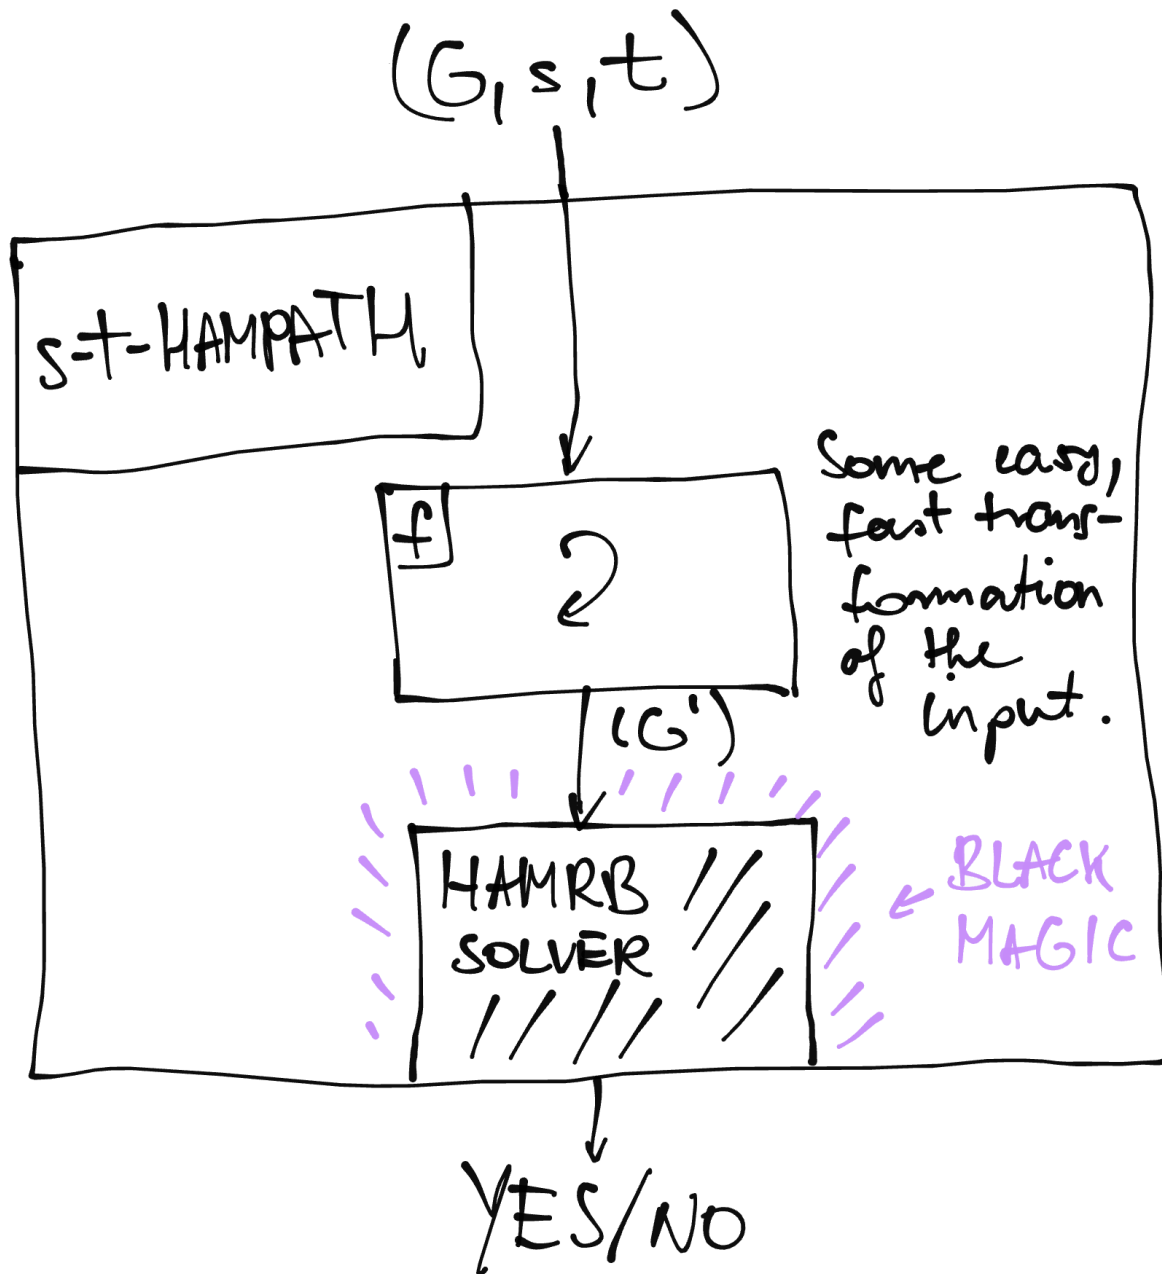 (G, s, t)
s-t-HAMPATH
f
Some easy,
fast trans-
formation
of the
input.
(G')
HAMRB
SOLVER
BLACK
MAGIC
YES/NO